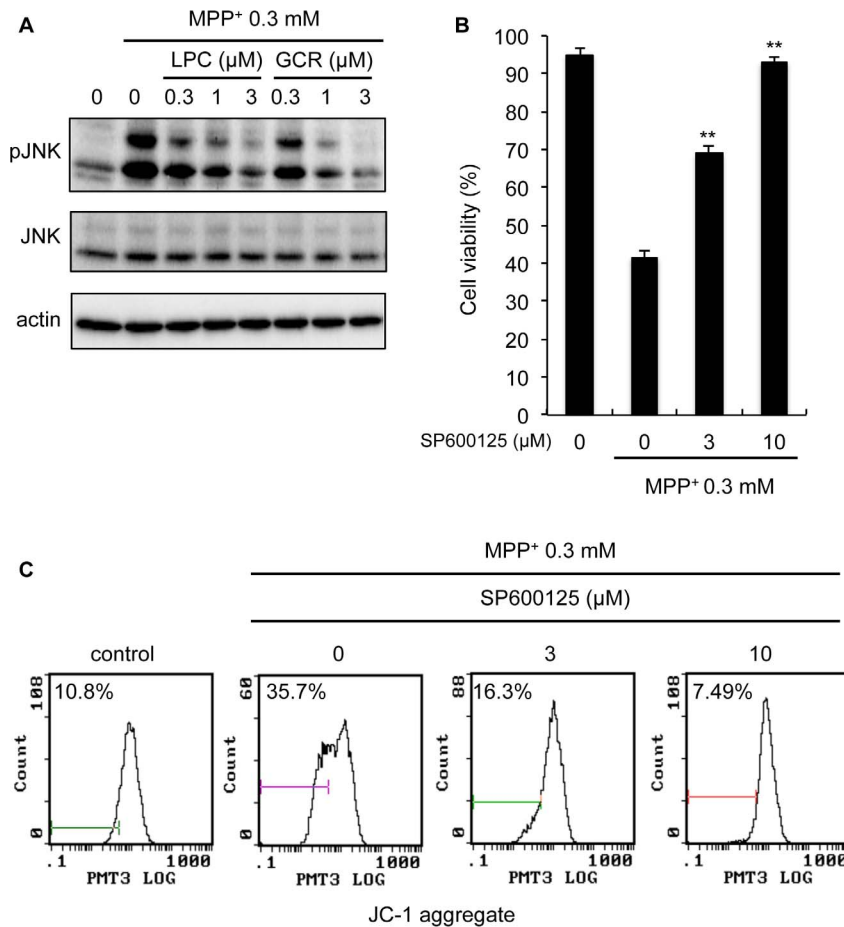 A
MPP⁺ 0.3 mM
LPC (μM) GCR (μM)
0 0 0.3 1 3 0.3 1 3
pJNK
JNK
actin
B
100
90
80
70
60
50
40
30
20
10
0
Cell viability (%)
**
**
SP600125 (μM) 0 0 3 10
MPP⁺ 0.3 mM
C
MPP⁺ 0.3 mM
SP600125 (μM)
control 0 3 10
108
10.8%
Count
0
.1 1000
PMT3 LOG
60
35.7%
Count
0
.1 1000
PMT3 LOG
88
16.3%
Count
0
.1 1000
PMT3 LOG
108
7.49%
Count
0
.1 1000
PMT3 LOG
JC-1 aggregate